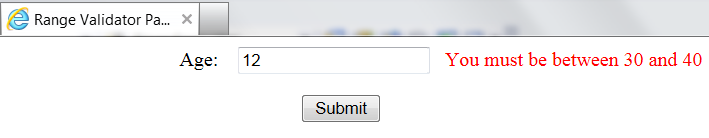 Range Validator Pa...
Age: 12 You must be between 30 and 40
Submit